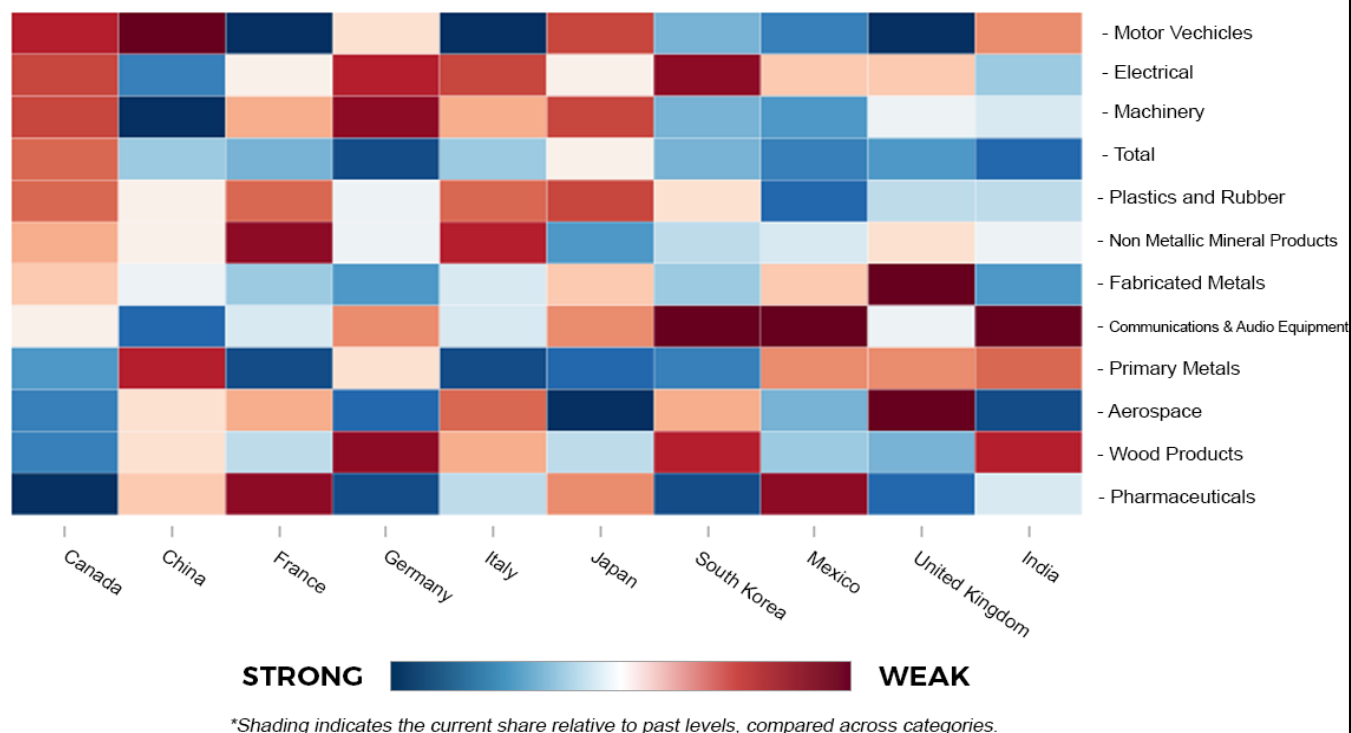 - Motor Vechicles
- Electrical
- Machinery
- Total
- Plastics and Rubber
- Non Metallic Mineral Products
- Fabricated Metals
- Communications & Audio Equipment
- Primary Metals
- Aerospace
- Wood Products
- Pharmaceuticals
Canada
China
France
Germany
Italy
Japan
South Korea
Mexico
United Kingdom
India
STRONG WEAK
*Shading indicates the current share relative to past levels, compared across categories.